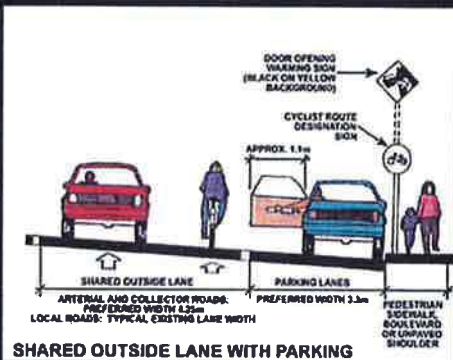 DOOR OPENING
WARNING SIGN
(BLACK ON YELLOW
BACKGROUND)
CYCLIST ROUTE
DESIGNATION
SIGN
APPROX. 1.1m
SHARED OUTSIDE LANE
ARTERIAL AND COLLECTOR ROADS:
PREFERRED WIDTH 4.25m
LOCAL ROADS: TYPICAL EXISTING LANE WIDTH
PARKING LANES
PREFERRED WIDTH
PEDESTRIAN
SIDEWALK,
BOULEVARD
OR UNPAVED
SHOULDER
SHARED OUTSIDE LANE WITH PARKING